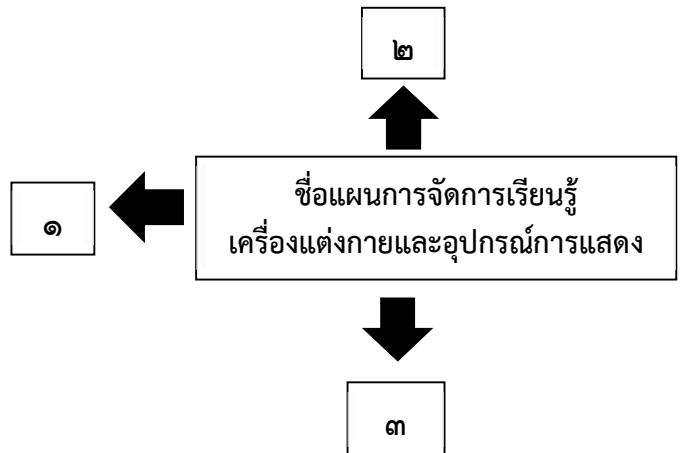 ๒
ชื่อแผนการจัดการเรียนรู้
เครื่องแต่งกายและอุปกรณ์การแสดง
๑
๓